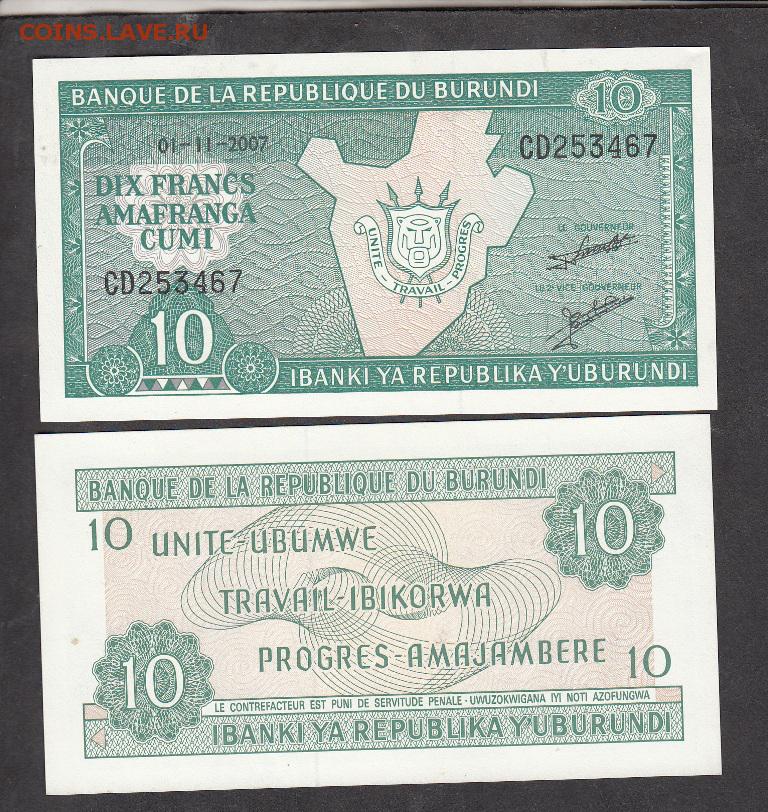 COINS.LAVE.RU
BANQUE DE LA REPUBLIQUE DU BURUNDI
10
01-11-2007
CD253467
DIX FRANCS
AMAFRANGA
CUMI
UNITE - TRAVAIL - PROGRES
LE GOUVERNEUR
CD253467
LE 2e VICE GOUVERNEUR
10
IBANKI YA REPUBLIKA Y'UBURUNDI
BANQUE DE LA REPUBLIQUE DU BURUNDI
10
UNITE-UBUMWE
10
TRAVAIL-IBIKORWA
PROGRES-AMAJAMBERE
10
10
LE CONTREFACTEUR EST PUNI DE SERVITUDE PENALE - UWUZOKWIGANA IYI NOTI AZOFUNGWA
IBANKI YA REPUBLIKA Y'UBURUNDI